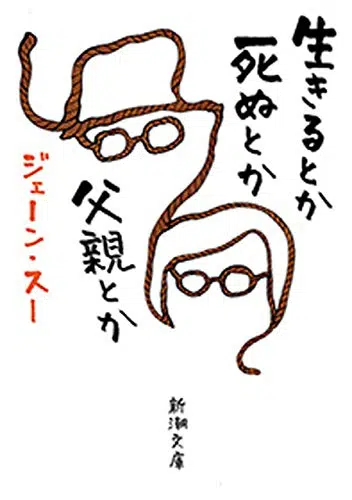 生きるとか
死ぬとか
父親とか
ジェーン・スー
新潮文庫